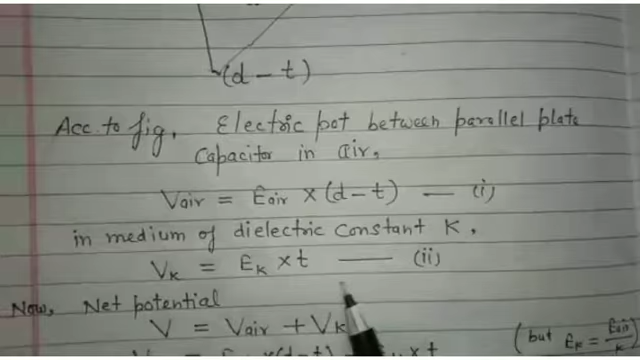 (d-t)
Acc. to fig, Electric pot between parallel plate
Capacitor in air,
Vair = Eair × (d-t) — (i)
in medium of dielectric constant K,
VK = EK × t — (ii)
Now, Net potential
V = Vair + VK
(but EK = Eair/K